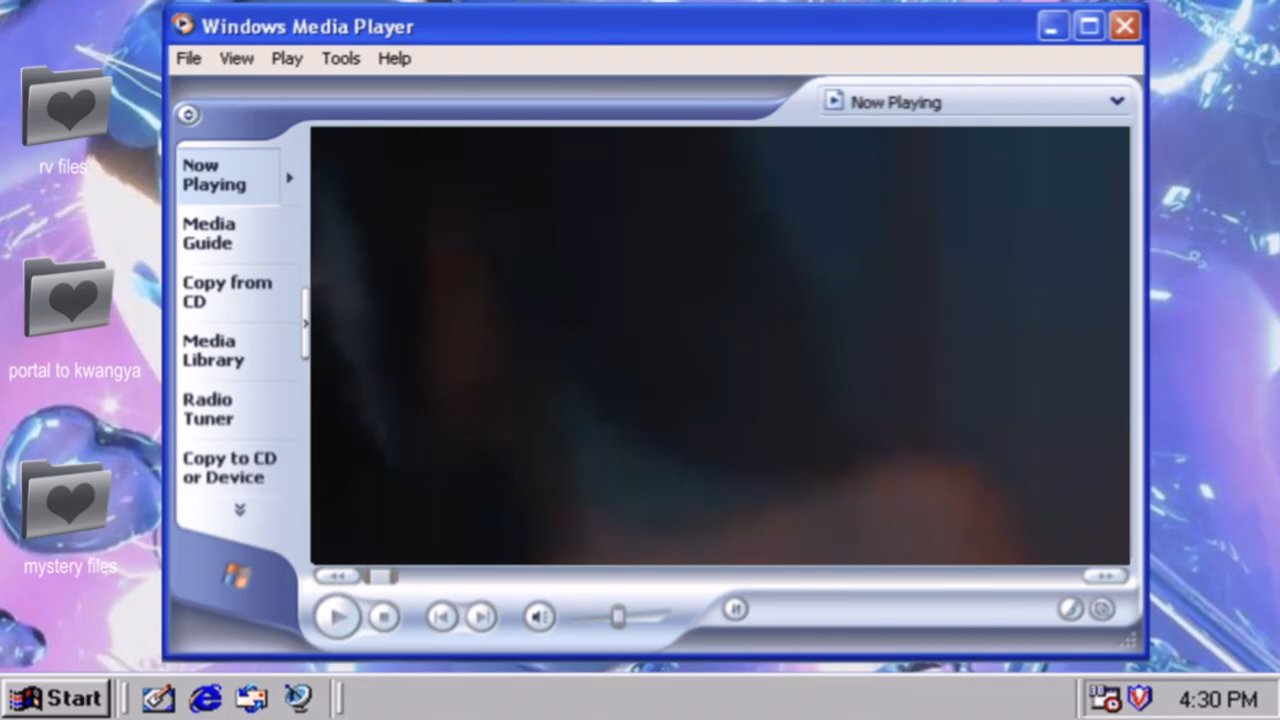 Windows Media Player
File View Play Tools Help
Now Playing
rv files
Now
Playing
Media
Guide
Copy from
CD
Media
Library
Radio
Tuner
Copy to CD
or Device
portal to kwangya
mystery files
Start
4:30 PM